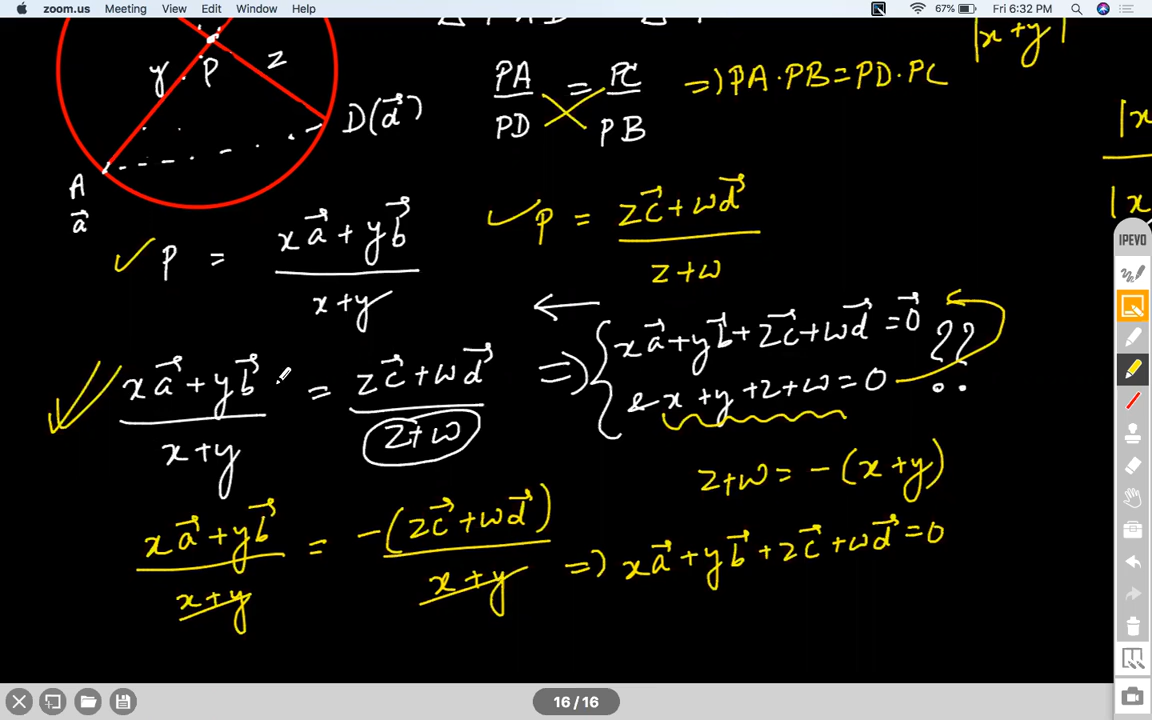 zoom.us Meeting Edit Window Help 67% Fri 6:32 PM
|x+y|
y P z
PA/PD = PC/PB ⇒ PA·PB = PD·PC
D(d⃗)
A
a⃗
✓ P = (xa⃗ + yb⃗)/(x+y)
✓ P = (zc⃗ + wd⃗)/(z+w)
← { xa⃗ + yb⃗ + zc⃗ + wd⃗ = 0⃗ ??
(xa⃗ + yb⃗)/(x+y) = (zc⃗ + wd⃗)/(z+w) ⇒ { & x + y + z + w = 0
z+w = -(x+y)
(xa⃗ + yb⃗)/(x+y) = -(zc⃗ + wd⃗)/(x+y) ⇒ xa⃗ + yb⃗ + zc⃗ + wd⃗ = 0
IPEVO
16 / 16